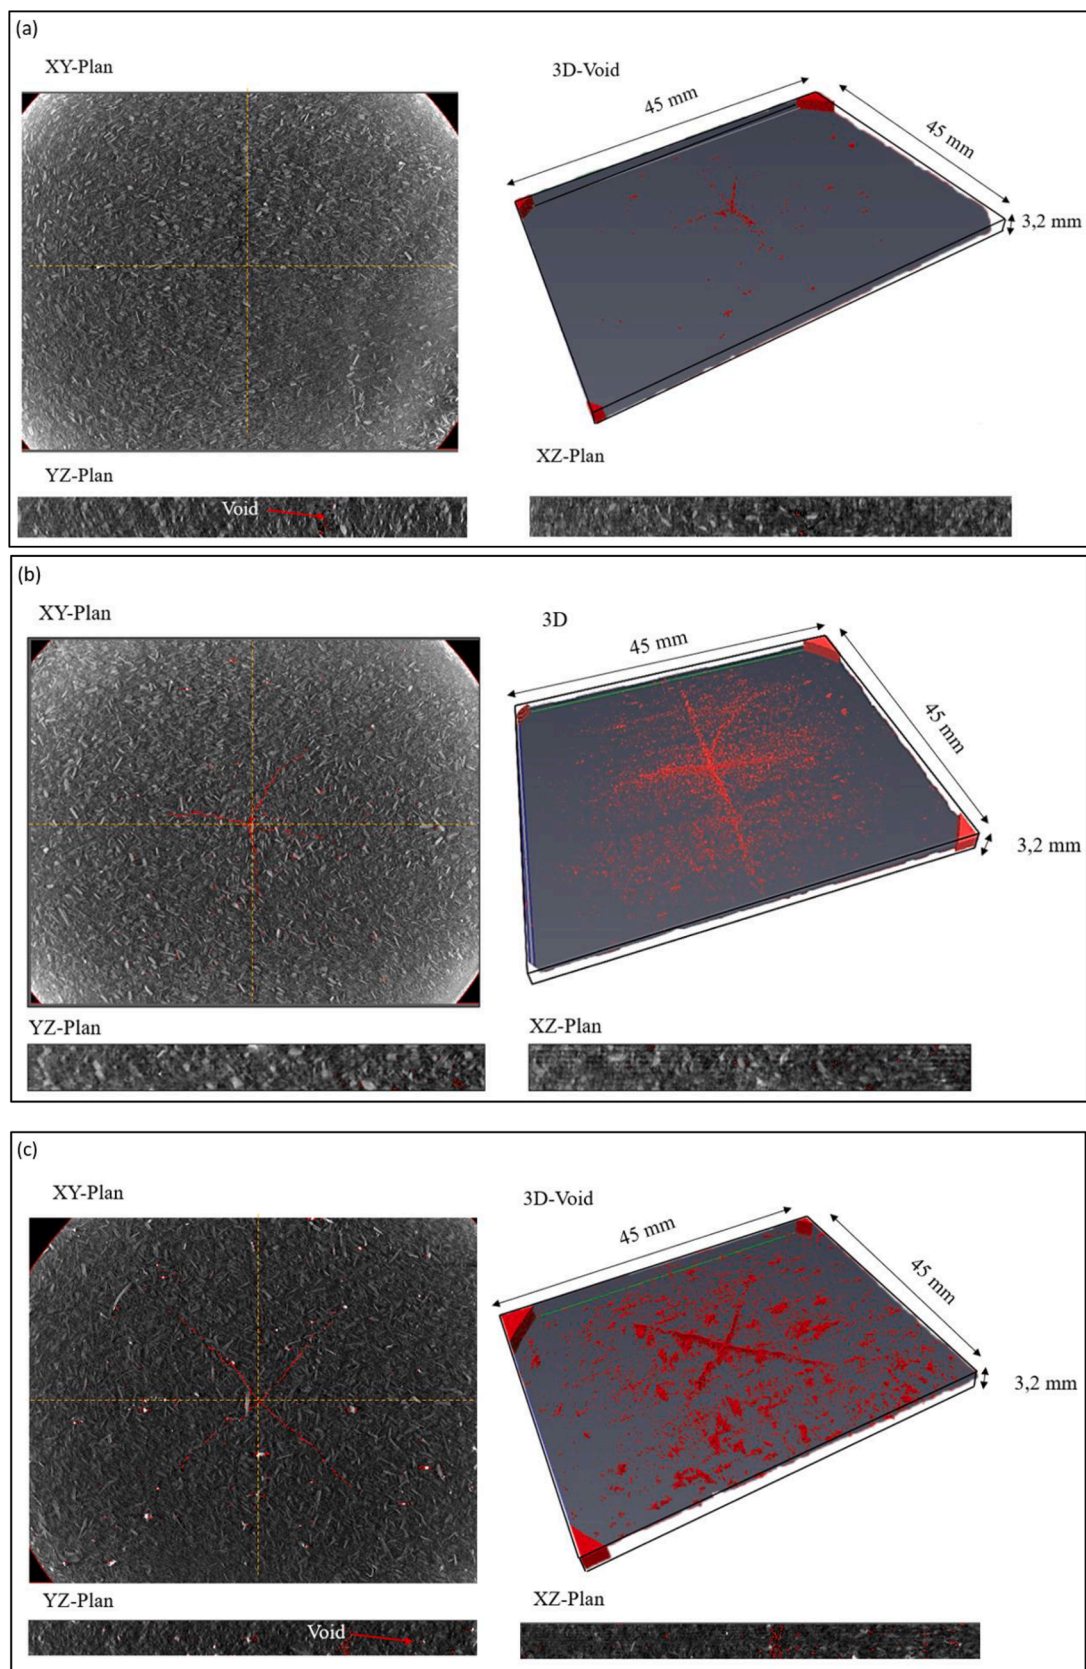 (a)
XY-Plan
3D-Void
45 mm
45 mm
3,2 mm
YZ-Plan
XZ-Plan
Void
(b)
XY-Plan
3D
45 mm
45 mm
3,2 mm
YZ-Plan
XZ-Plan
(c)
XY-Plan
3D-Void
45 mm
45 mm
3,2 mm
YZ-Plan
XZ-Plan
Void